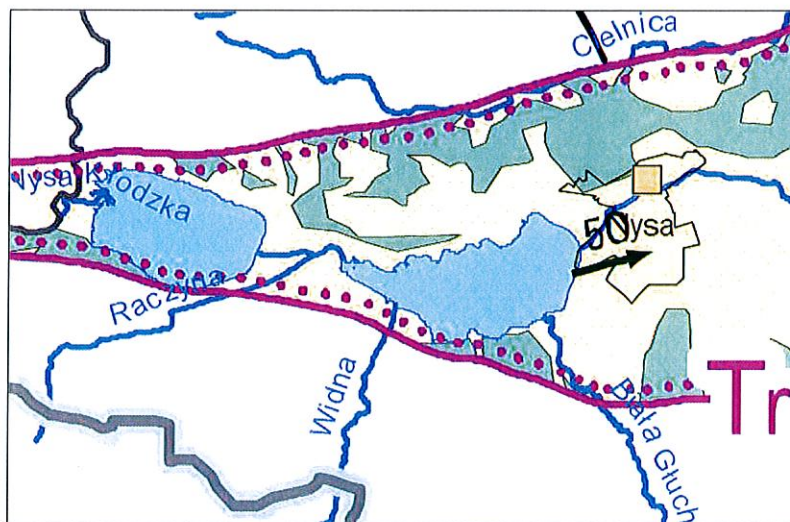 Cielnica
Nysa Kłodzka
50
Nysa
Raczyna
Widna
Biała Głuch
Tr